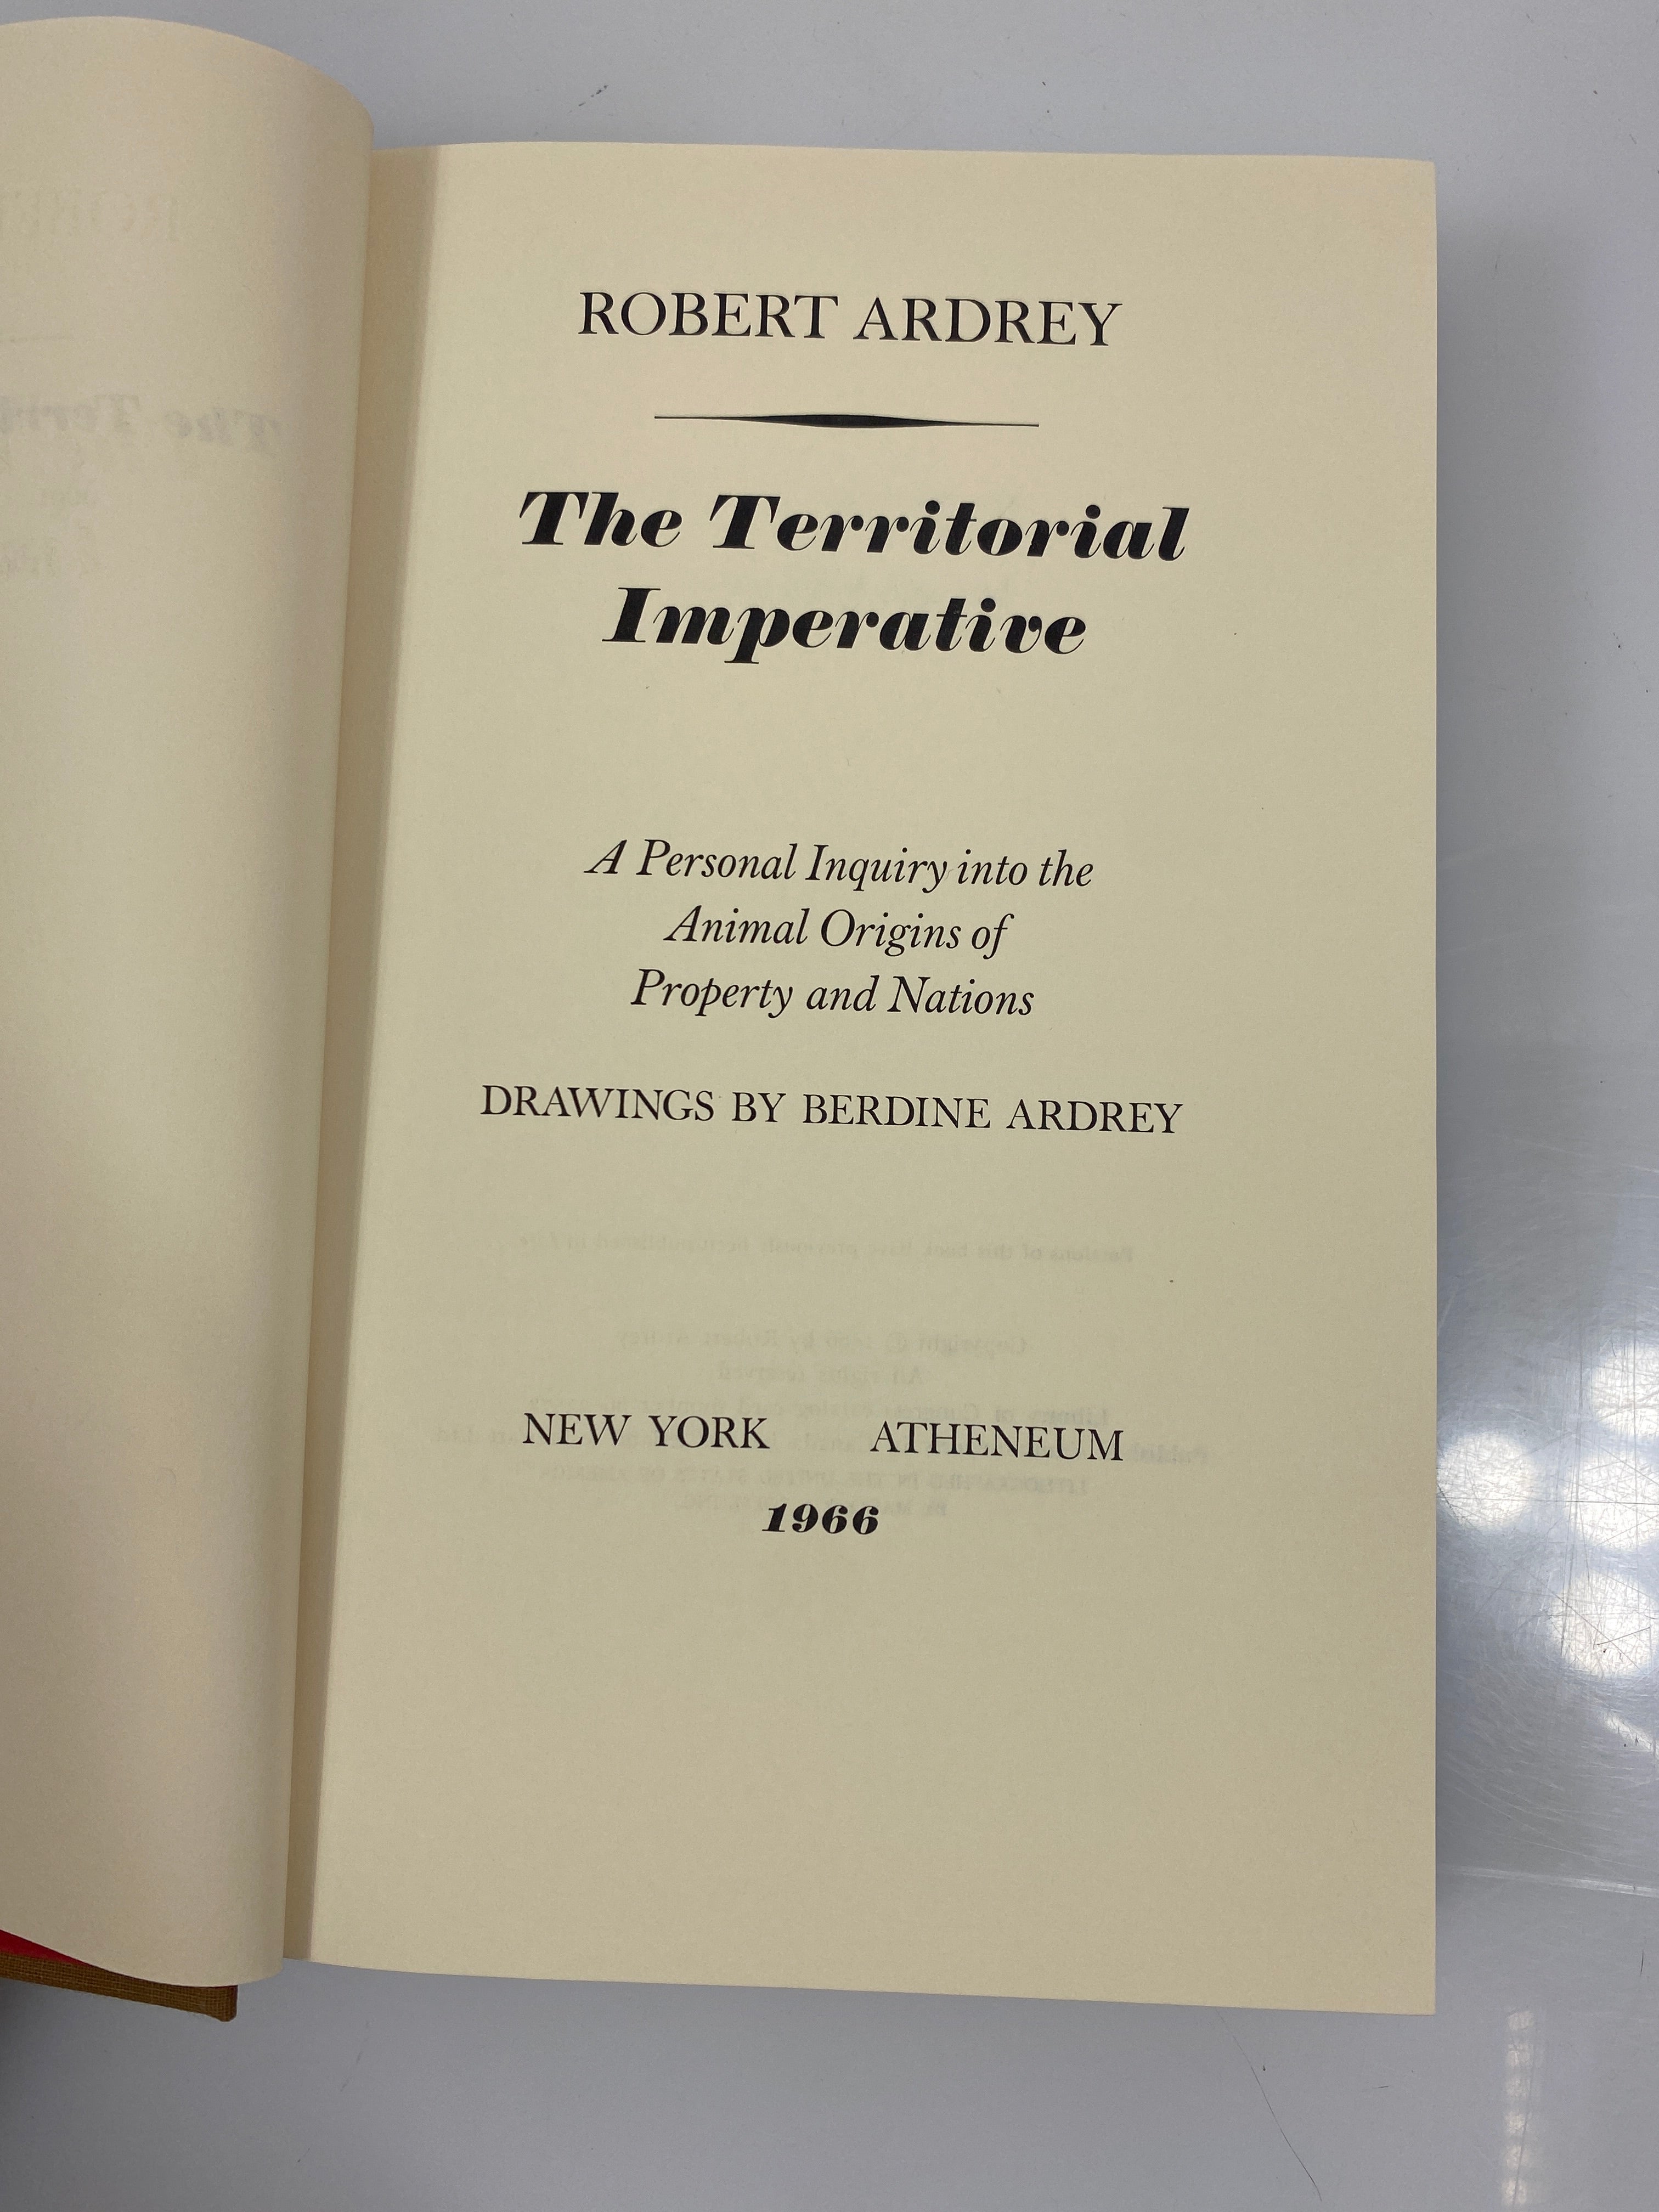 ROBERT ARDREY
The Territorial
Imperative
A Personal Inquiry into the
Animal Origins of
Property and Nations
DRAWINGS BY BERDINE ARDREY
NEW YORK ATHENEUM
1966